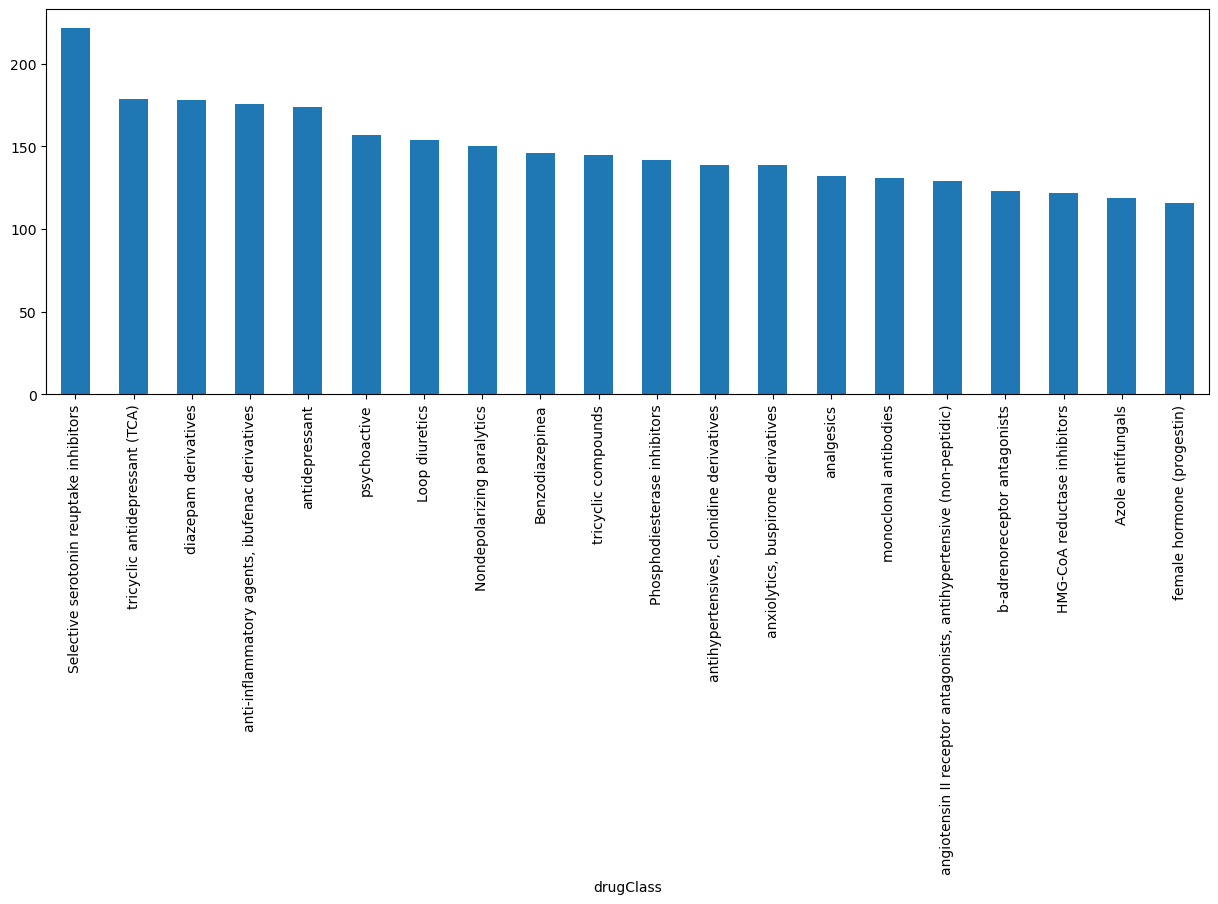 200
150
100
50
0
Selective serotonin reuptake inhibitors
tricyclic antidepressant (TCA)
diazepam derivatives
anti-inflammatory agents, ibufenac derivatives
antidepressant
psychoactive
Loop diuretics
Nondepolarizing paralytics
Benzodiazepinea
tricyclic compounds
Phosphodiesterase inhibitors
antihypertensives, clonidine derivatives
anxiolytics, buspirone derivatives
analgesics
monoclonal antibodies
angiotensin II receptor antagonists, antihypertensive (non-peptidic)
b-adrenoreceptor antagonists
HMG-CoA reductase inhibitors
Azole antifungals
female hormone (progestin)
drugClass